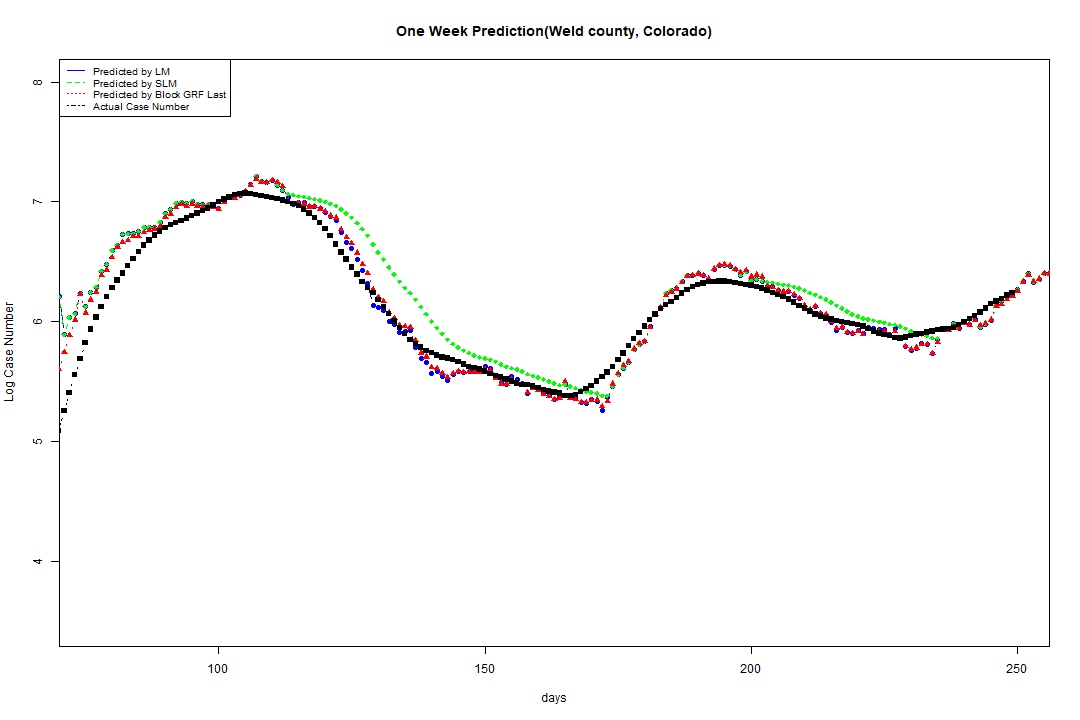 One Week Prediction(Weld county, Colorado)
Predicted by LM
Predicted by SLM
Predicted by Block GRF Last
Actual Case Number
8
7
6
5
4
Log Case Number
100 150 200 250
days